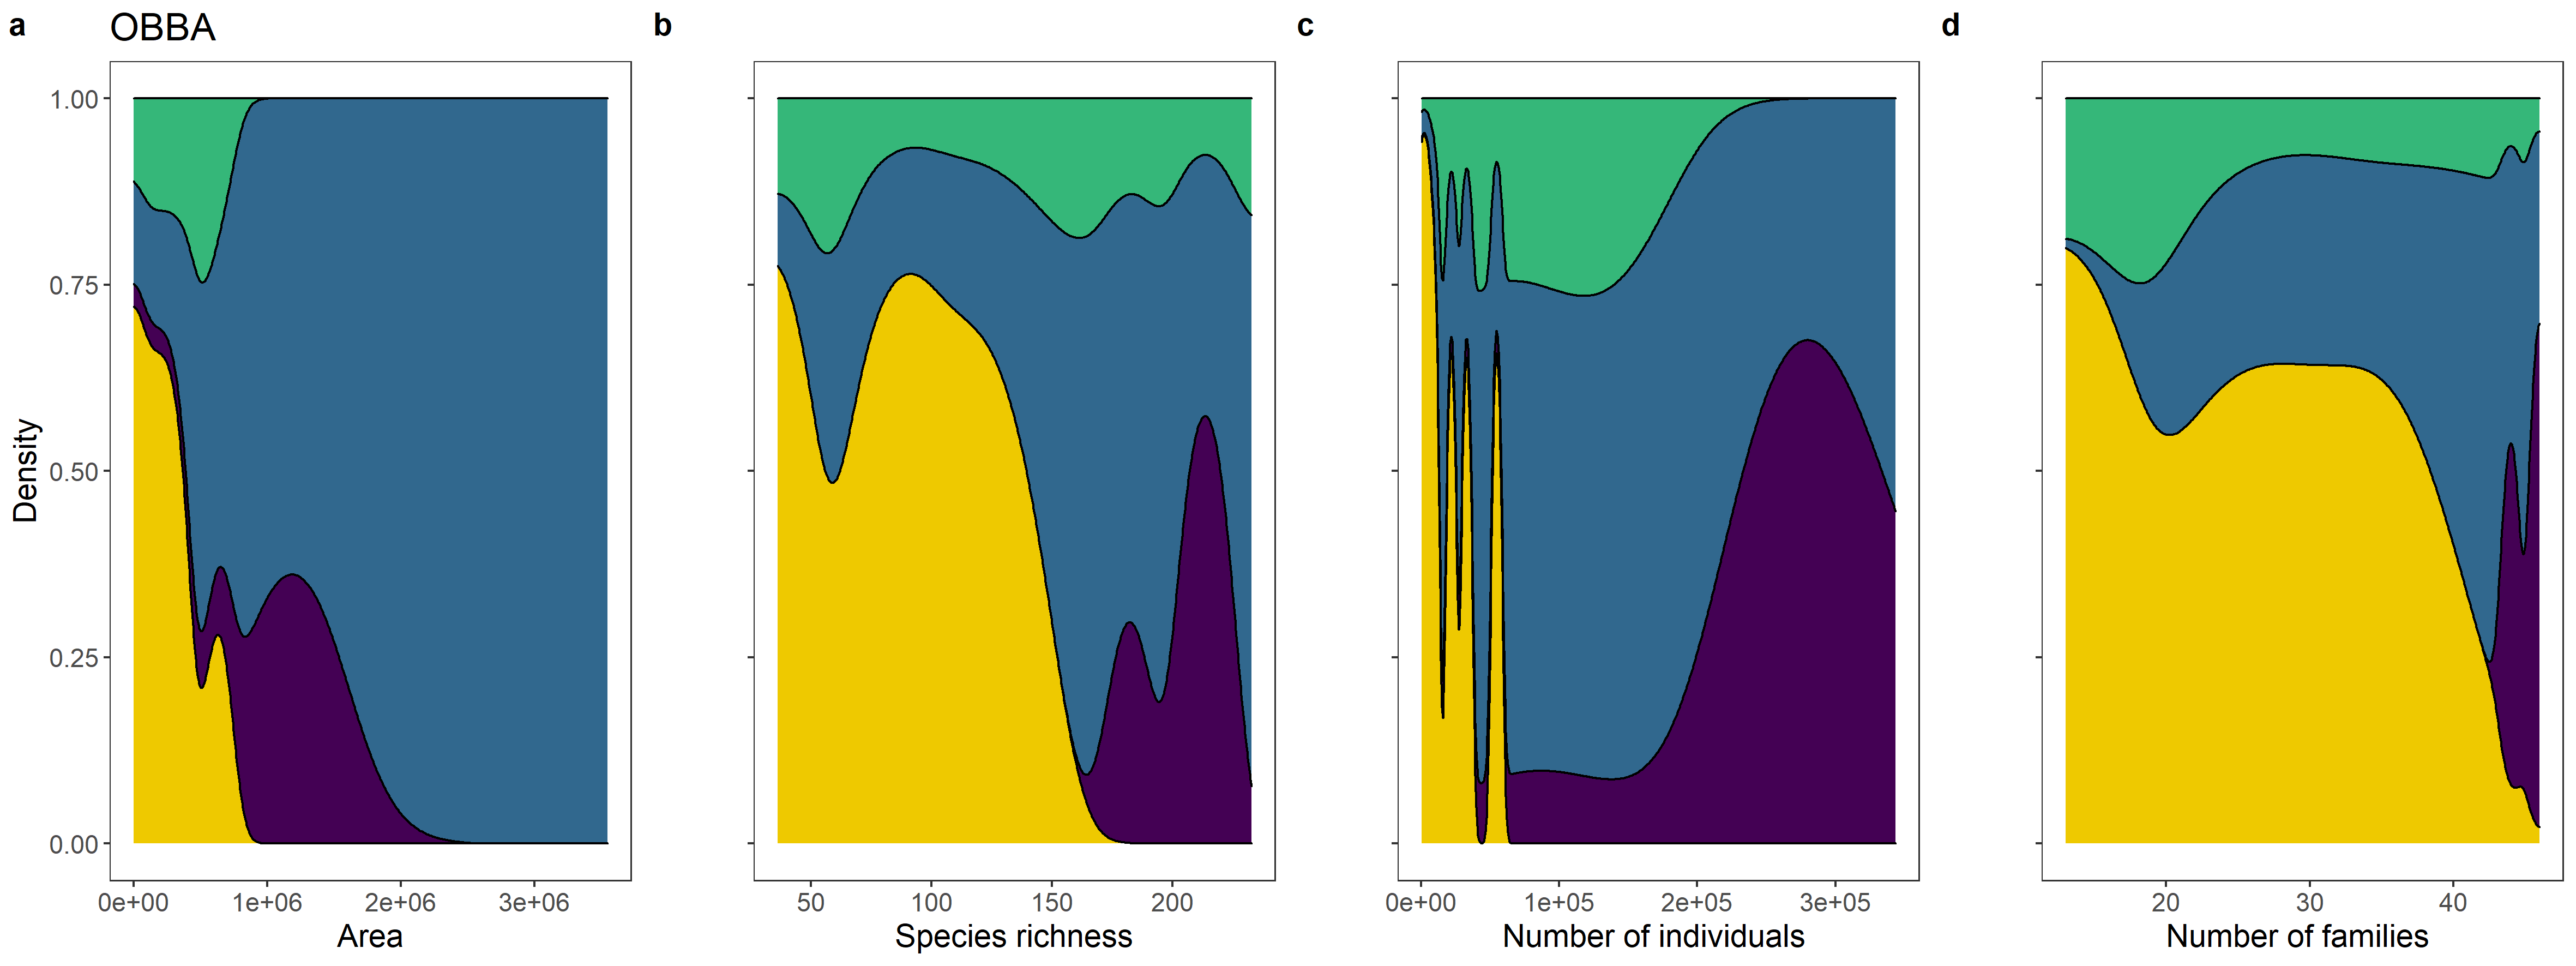 a
OBBA
b
c
d
Density
1.00
0.75
0.50
0.25
0.00
0e+00 1e+06 2e+06 3e+06
Area
50 100 150 200
Species richness
0e+00 1e+05 2e+05 3e+05
Number of individuals
20 30 40
Number of families